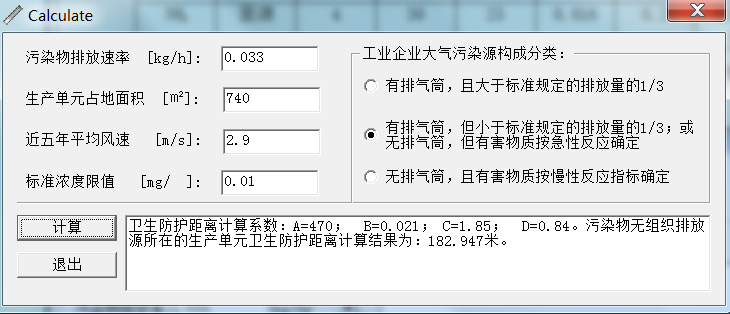 Calculate
污染物排放速率 [kg/h]: 0.033
生产单元占地面积 [m²]: 740
近五年平均风速 [m/s]: 2.9
标准浓度限值 [mg/ ]: 0.01
工业企业大气污染源构成分类:
有排气筒，且大于标准规定的排放量的1/3
有排气筒，但小于标准规定的排放量的1/3；或
无排气筒，但有害物质按急性反应确定
无排气筒，且有害物质按慢性反应指标确定
计算
退出
卫生防护距离计算系数: A=470; B=0.021; C=1.85; D=0.84。污染物无组织排放
源所在的生产单元卫生防护距离计算结果为: 182.947米。